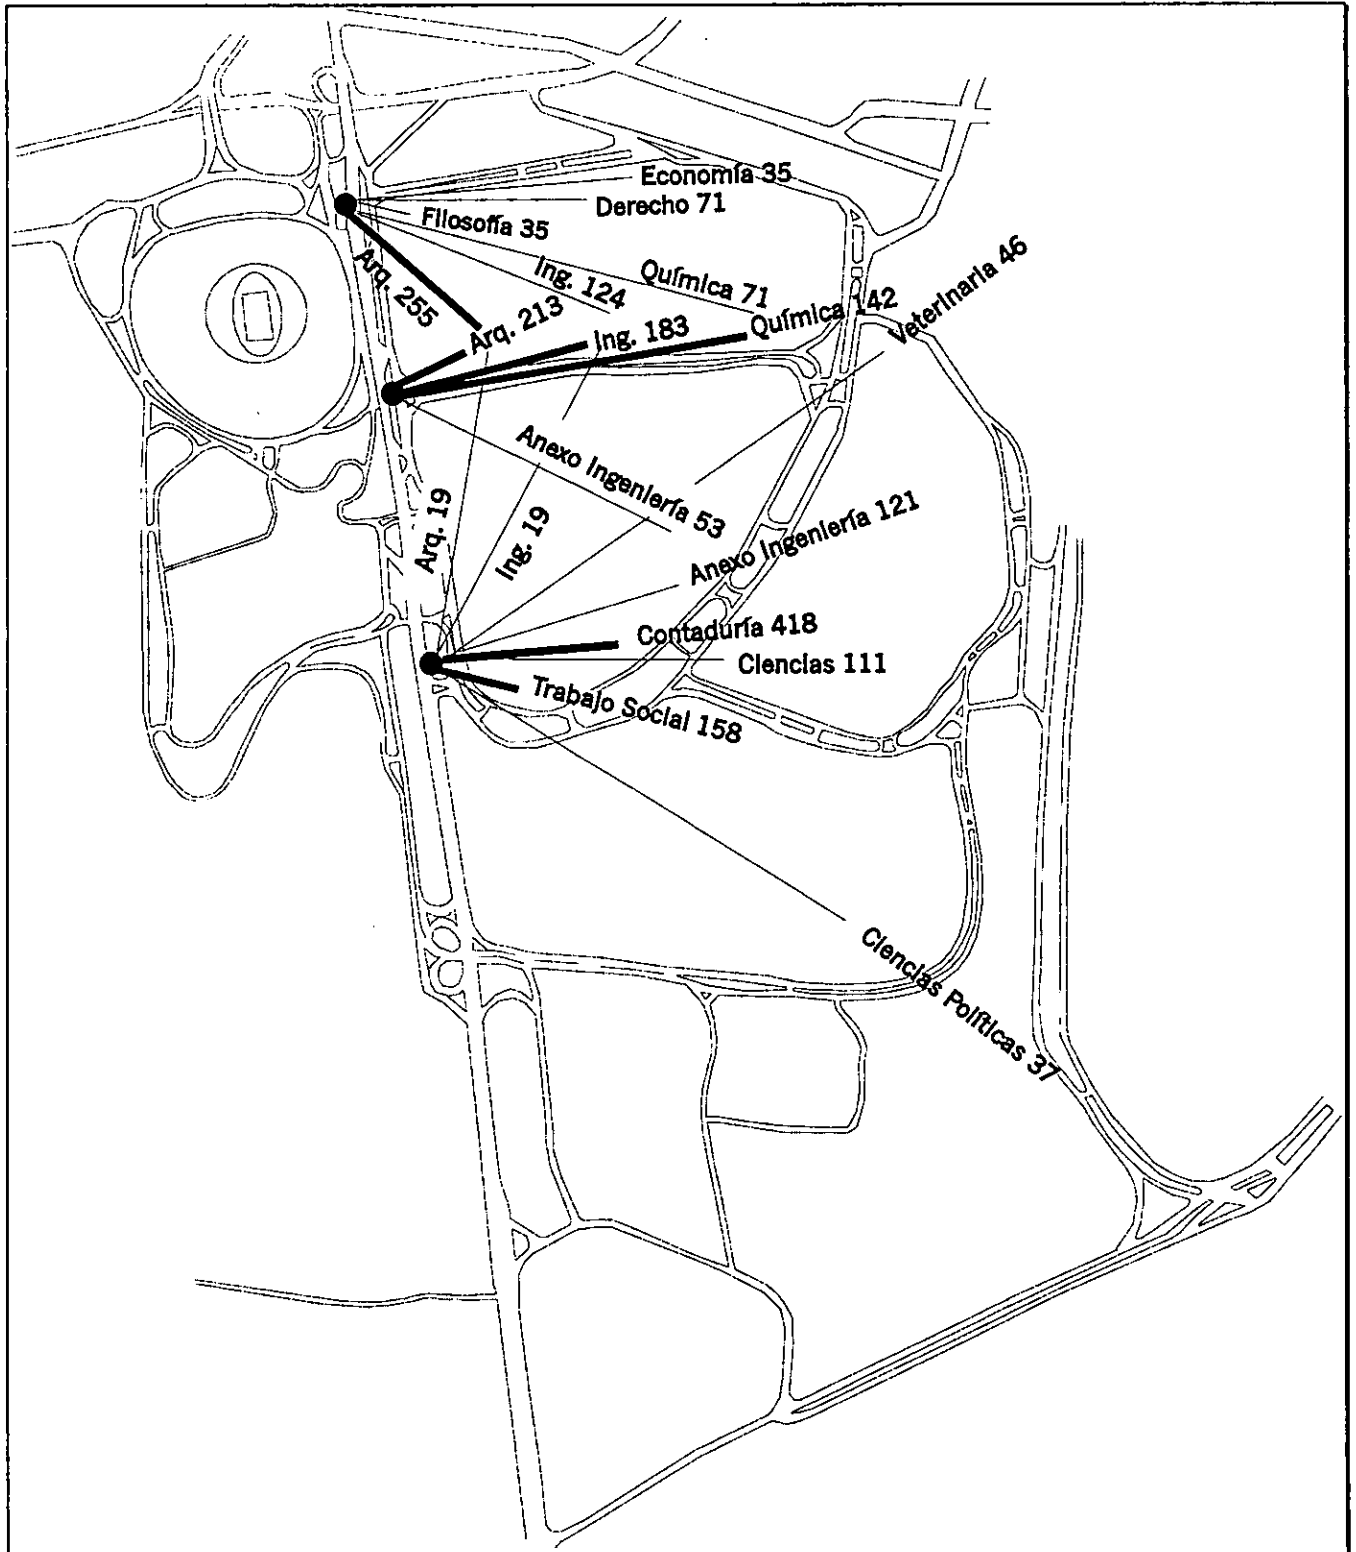 Economía 35
Derecho 71
Filosofía 35
Arq. 255
Ing. 124
Química 71
Veterinaria 46
Arq. 213
Ing. 183
Química 142
Anexo Ingeniería 53
Arq. 19
Ing. 19
Anexo Ingeniería 121
Contaduría 418
Ciencias 111
Trabajo Social 158
Ciencias Políticas 37